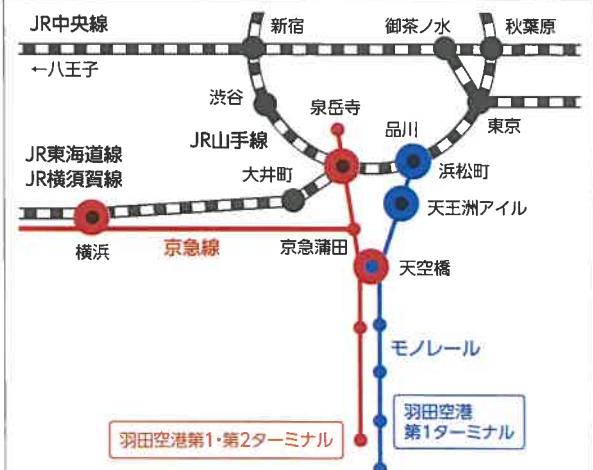 JR中央線
新宿
御茶ノ水
秋葉原
←八王子
渋谷
泉岳寺
品川
東京
JR山手線
JR東海道線
JR横須賀線
大井町
浜松町
天王洲アイル
横浜
京急線
京急蒲田
天空橋
モノレール
羽田空港第1・第2ターミナル
羽田空港
第1ターミナル